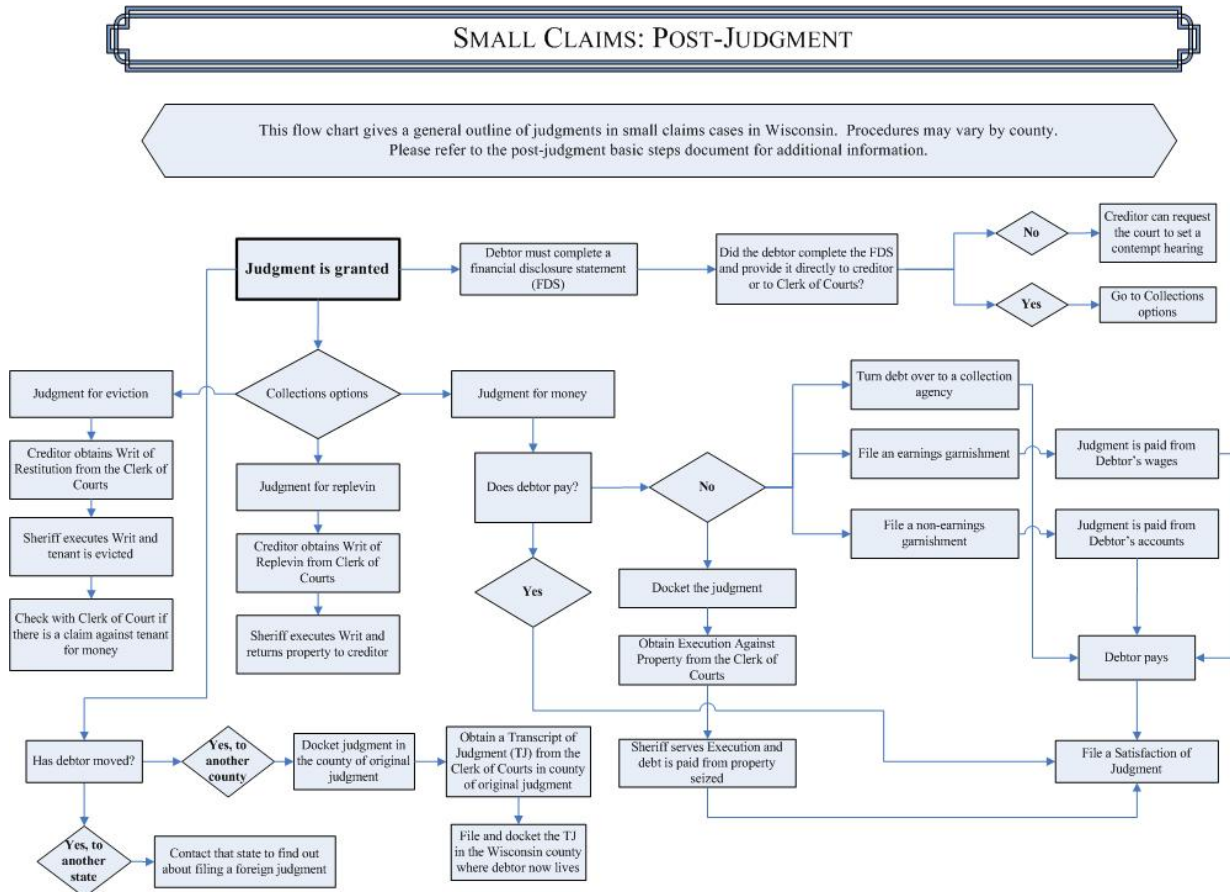 SMALL CLAIMS: POST-JUDGMENT
This flow chart gives a general outline of judgments in small claims cases in Wisconsin. Procedures may vary by county.
Please refer to the post-judgment basic steps document for additional information.
Judgment is granted
Debtor must complete a
financial disclosure statement
(FDS)
Did the debtor complete the FDS
and provide it directly to creditor
or to Clerk of Courts?
No
Creditor can request
the court to set a
contempt hearing
Yes
Go to Collections
options
Judgment for eviction
Collections options
Judgment for money
Turn debt over to a collection
agency
Creditor obtains Writ of
Restitution from the Clerk of
Courts
Judgment for replevin
Does debtor pay?
No
File an earnings garnishment
Judgment is paid from
Debtor's wages
Sheriff executes Writ and
tenant is evicted
Creditor obtains Writ of
Replevin from Clerk of
Courts
Yes
File a non-earnings
garnishment
Judgment is paid from
Debtor's accounts
Check with Clerk of Court if
there is a claim against tenant
for money
Sheriff executes Writ and
returns property to creditor
Docket the judgment
Obtain Execution Against
Property from the Clerk of
Courts
Debtor pays
Has debtor moved?
Yes, to
another
county
Docket judgment in
the county of original
judgment
Obtain a Transcript of
Judgment (TJ) from the
Clerk of Courts in county
of original judgment
Sheriff serves Execution and
debt is paid from property
seized
File a Satisfaction of
Judgment
Yes, to
another
state
Contact that state to find out
about filing a foreign judgment
File and docket the TJ
in the Wisconsin county
where debtor now lives